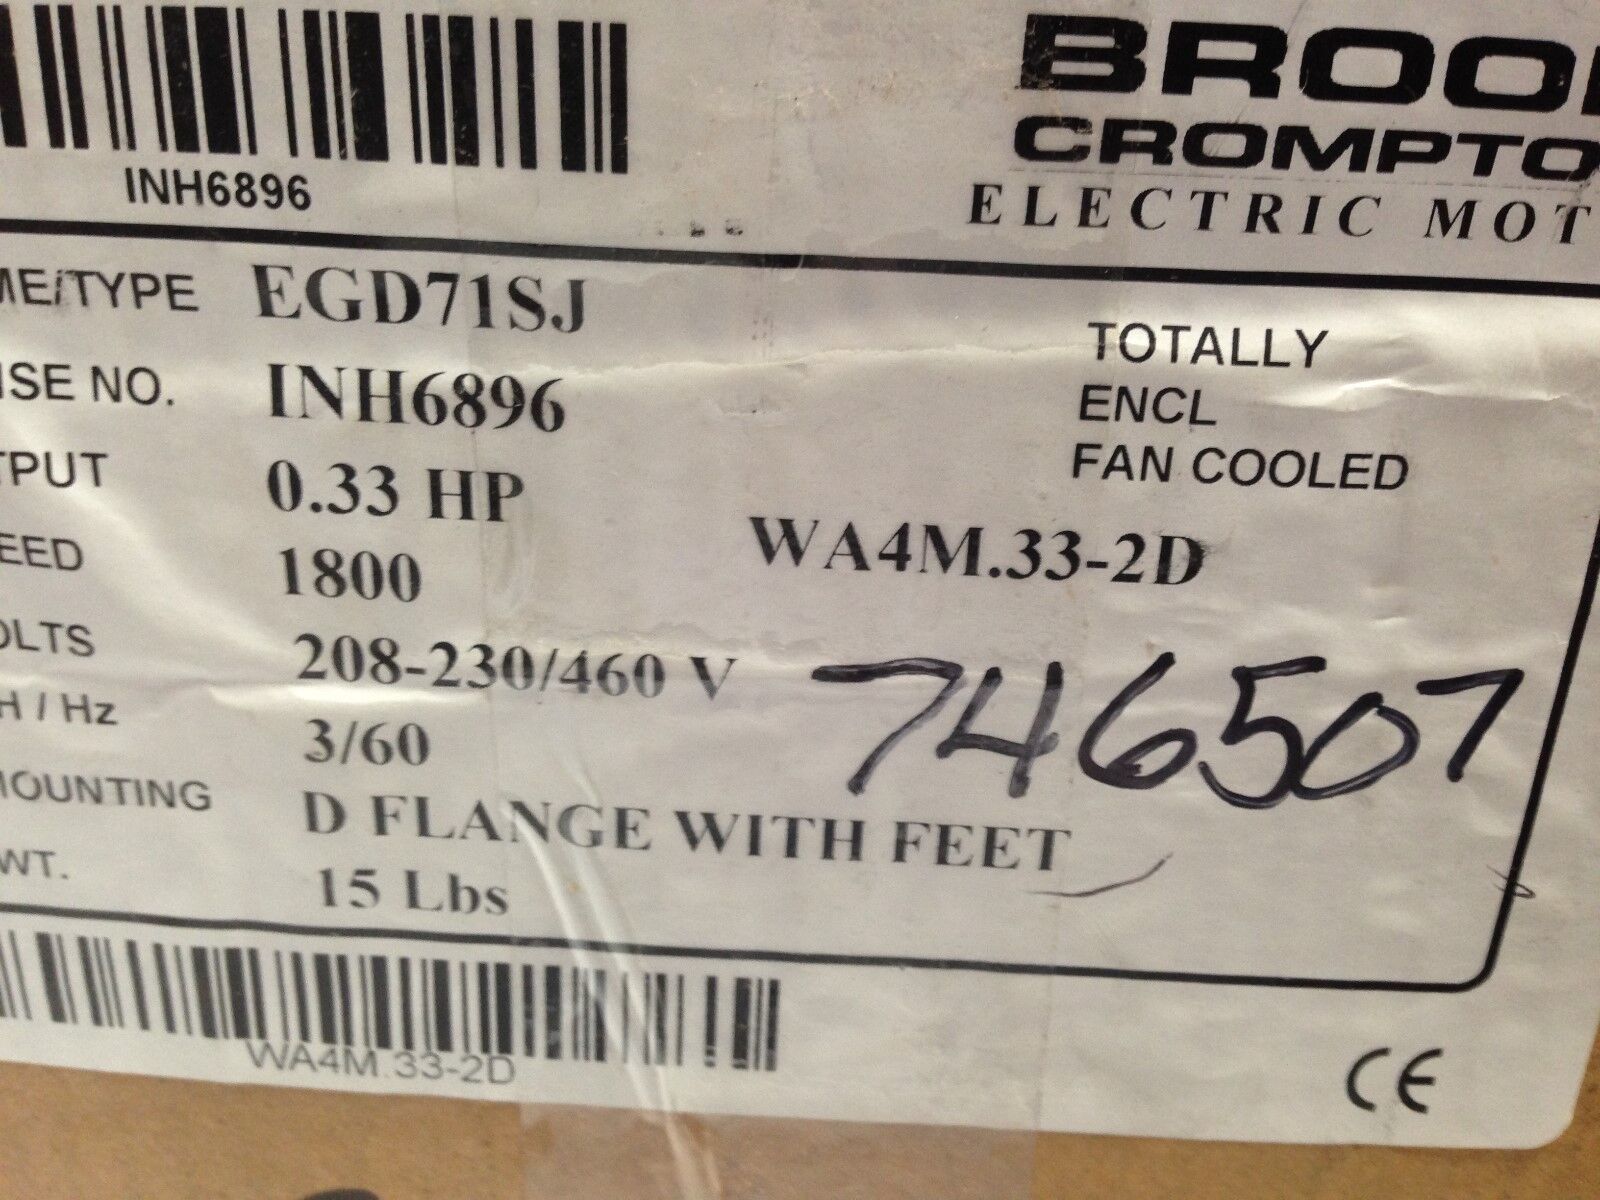 INH6896
BROO
CROMPTO
ELECTRIC MOT
ME/TYPE EGD71SJ
TOTALLY
ENCL
FAN COOLED
ISE NO. INH6896
TPUT 0.33 HP
EED 1800
WA4M.33-2D
OLTS 208-230/460 V
746507
H / Hz 3/60
MOUNTING D FLANGE WITH FEET
WT. 15 Lbs
WA4M.33-2D
CE